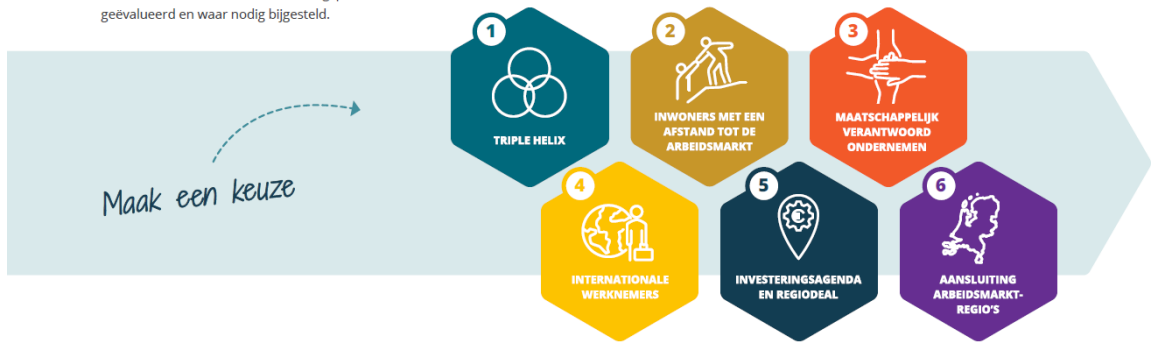 geëvalueerd en waar nodig bijgesteld.
1
TRIPLE HELIX
2
INWONERS MET EEN
AFSTAND TOT DE
ARBEIDSMARKT
3
MAATSCHAPPELIJK
VERANTWOORD
ONDERNEMEN
Maak een keuze
4
INTERNATIONALE
WERKNEMERS
5
€
INVESTERINGSAGENDA
EN REGIODEAL
6
AANSLUITING
ARBEIDSMARKT-
REGIO'S